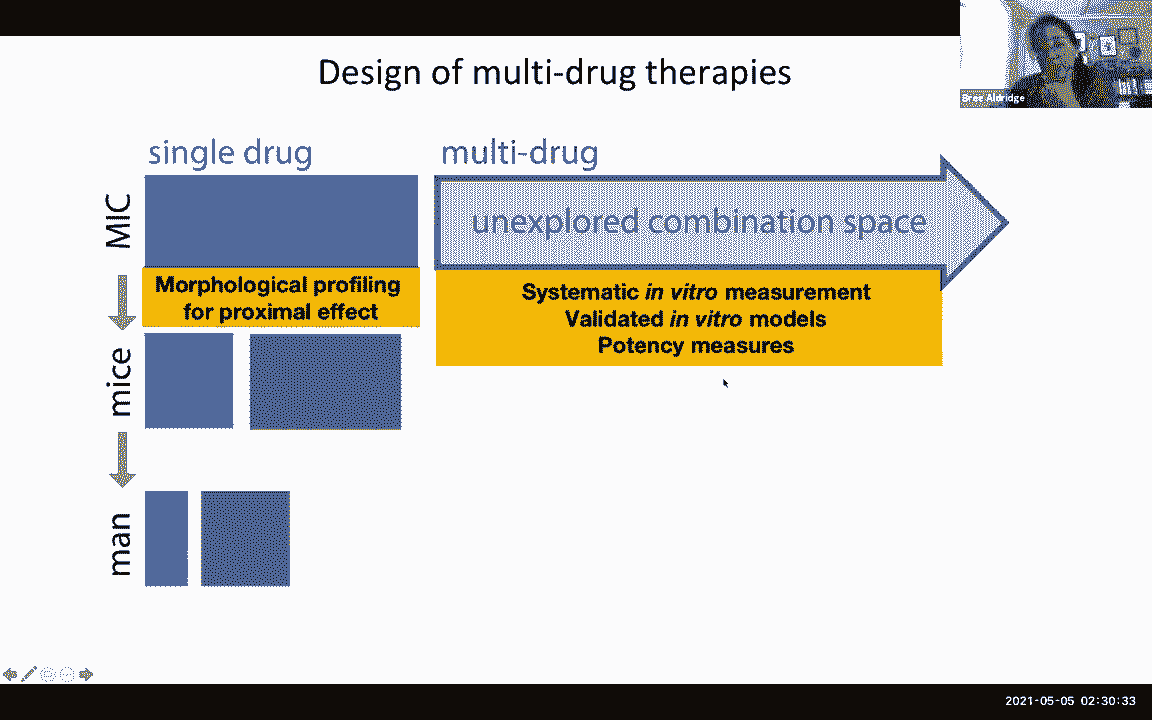 Design of multi-drug therapies
Bree Aldridge
single drug
multi-drug
MIC
unexplored combination space
Morphological profiling
for proximal effect
Systematic in vitro measurement
Validated in vitro models
Potency measures
mice
man
2021-05-05 02:30:33